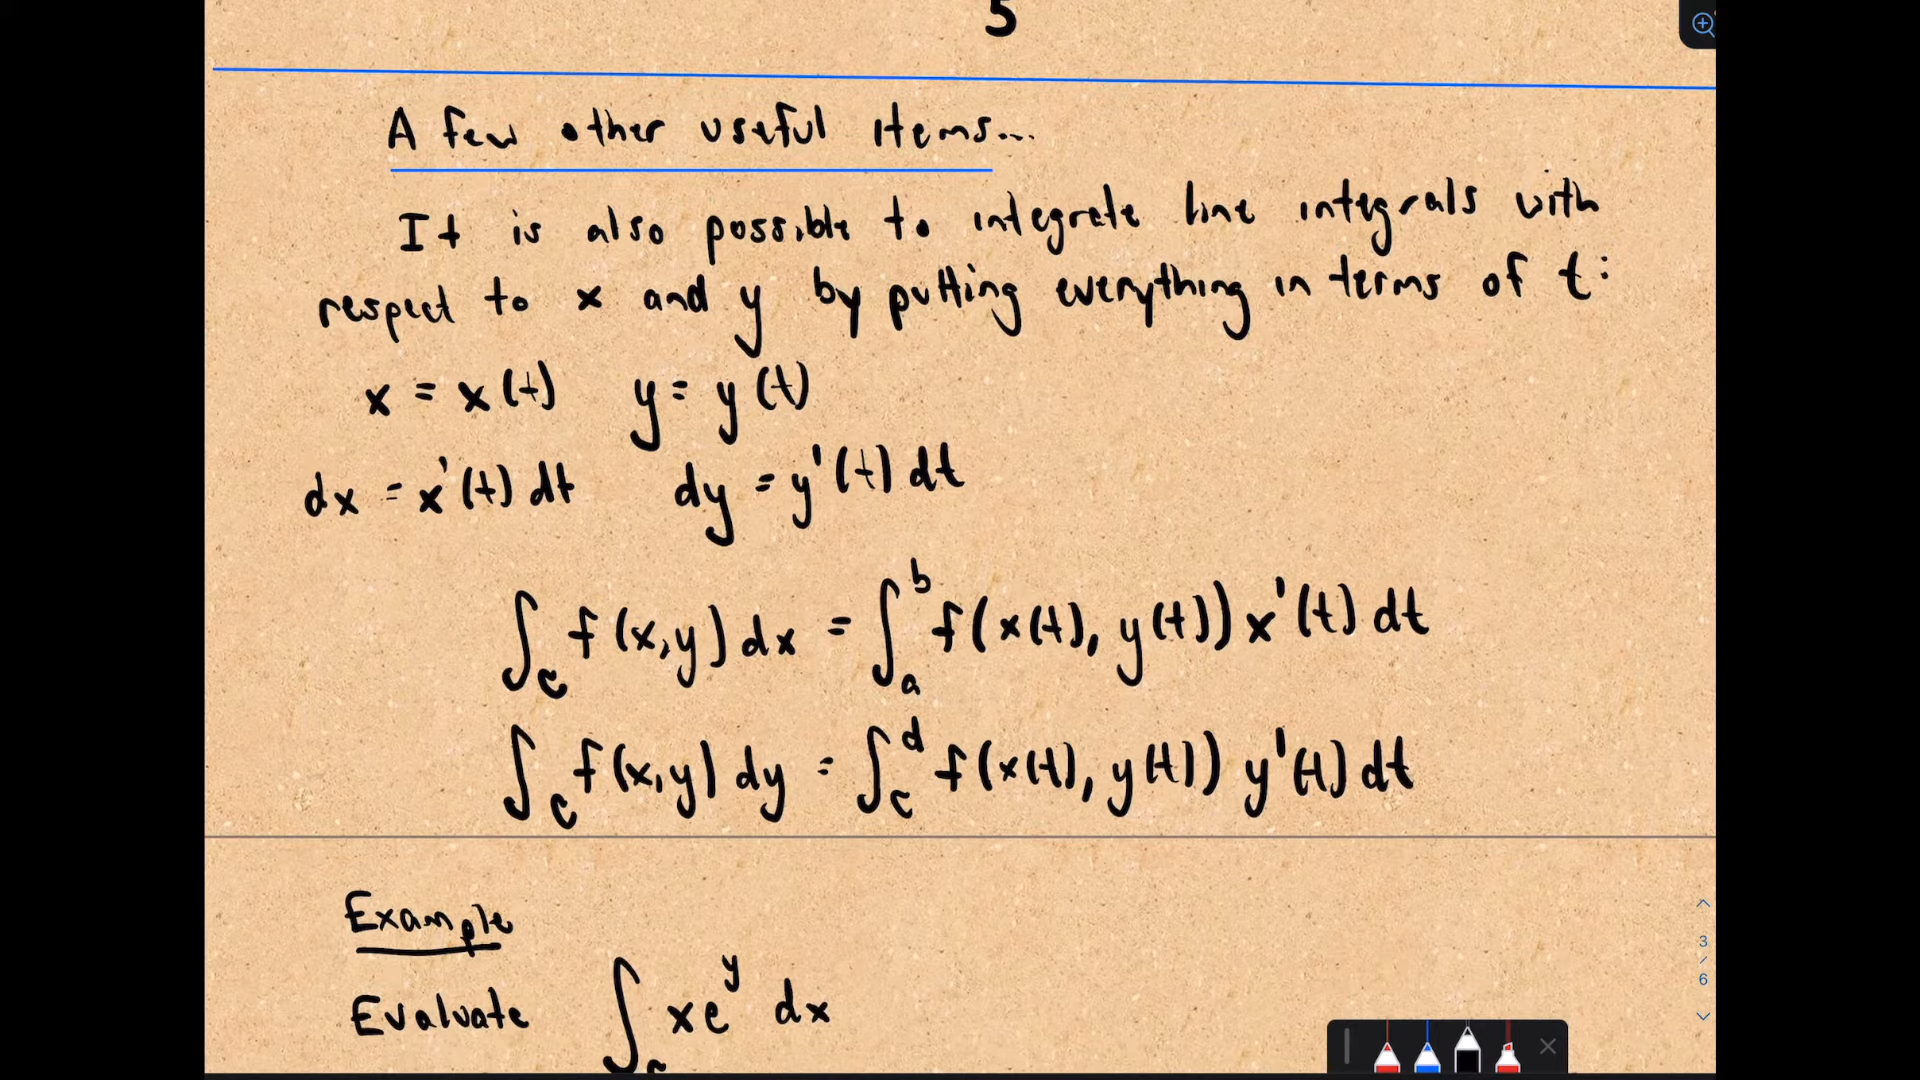 5
A few other useful items...
It is also possible to integrate line integrals with
respect to x and y by putting everything in terms of t:
x = x(t) y = y(t)
dx = x'(t) dt dy = y'(t) dt
∫_C f(x,y) dx = ∫_a^b f(x(t), y(t)) x'(t) dt
∫_C f(x,y) dy = ∫_c^d f(x(t), y(t)) y'(t) dt
Example
Evaluate ∫_C xe^y dx
3
/
6